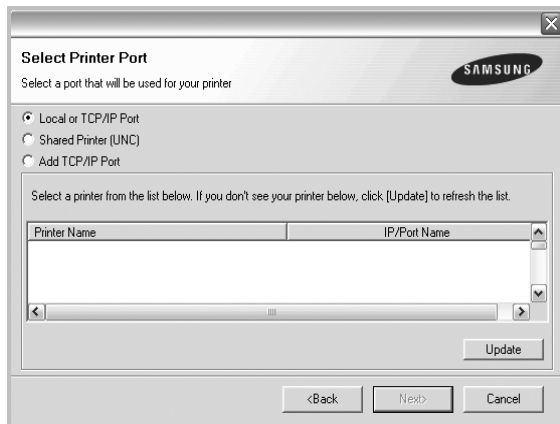 Select Printer Port
Select a port that will be used for your printer
SAMSUNG
Local or TCP/IP Port
Shared Printer (UNC)
Add TCP/IP Port
Select a printer from the list below. If you don't see your printer below, click [Update] to refresh the list.
Printer Name IP/Port Name
Update
<Back Next> Cancel